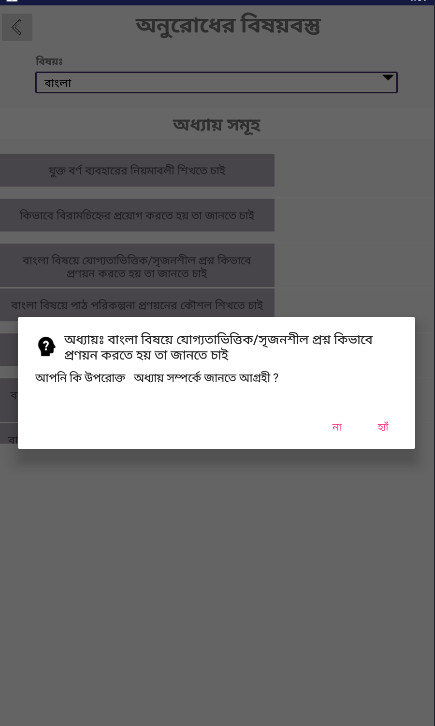 অনুরোধের বিষয়বস্তু
বিষয়ঃ
বাংলা
অধ্যায় সমূহ
যুক্ত বর্ণ ব্যবহারের নিয়মাবলী শিখতে চাই
কিভাবে বিরামচিহ্নের প্রয়োগ করতে হয় তা জানতে চাই
বাংলা বিষয়ে যোগ্যতাভিত্তিক/সৃজনশীল প্রশ্ন কিভাবে
প্রণয়ন করতে হয় তা জানতে চাই
বাংলা বিষয়ে পাঠ পরিকল্পনা প্রণয়নের কৌশল শিখতে চাই
অধ্যায়ঃ বাংলা বিষয়ে যোগ্যতাভিত্তিক/সৃজনশীল প্রশ্ন কিভাবে
প্রণয়ন করতে হয় তা জানতে চাই
আপনি কি উপরোক্ত অধ্যায় সম্পর্কে জানতে আগ্রহী ?
না হ্যাঁ